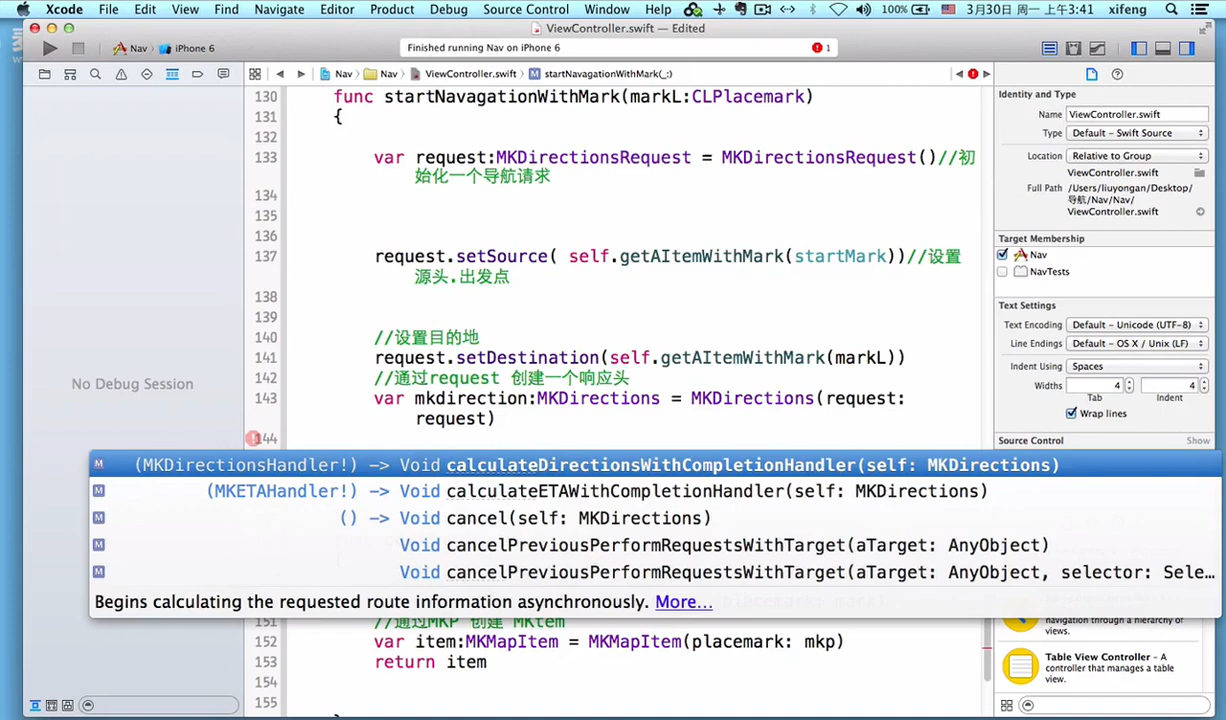 Xcode File Edit View Find Navigate Editor Product Debug Source Control Window Help 100% 3月30日 周一 上午3:41 xifeng
ViewController.swift — Edited
Nav iPhone 6
Finished running Nav on iPhone 6 1
Nav Nav ViewController.swift M startNavagationWithMark(_:)
130 func startNavagationWithMark(markL:CLPlacemark)
131 {
132
133 var request:MKDirectionsRequest = MKDirectionsRequest()//初
始化一个导航请求
134
135
136
137 request.setSource( self.getAItemWithMark(startMark))//设置
源头.出发点
138
139
140 //设置目的地
141 request.setDestination(self.getAItemWithMark(markL))
142 //通过request 创建一个响应头
143 var mkdirection:MKDirections = MKDirections(request:
request)
144
M (MKDirectionsHandler!) -> Void calculateDirectionsWithCompletionHandler(self: MKDirections)
M (MKETAHandler!) -> Void calculateETAWithCompletionHandler(self: MKDirections)
M () -> Void cancel(self: MKDirections)
M Void cancelPreviousPerformRequestsWithTarget(aTarget: AnyObject)
M Void cancelPreviousPerformRequestsWithTarget(aTarget: AnyObject, selector: Sele…
Begins calculating the requested route information asynchronously. More…
151 //通过MKP 创建 MKtem
152 var item:MKMapItem = MKMapItem(placemark: mkp)
153 return item
154
155
No Debug Session
Identity and Type
Name ViewController.swift
Type Default - Swift Source
Location Relative to Group
ViewController.swift
Full Path /Users/liuyongan/Desktop/
导航/Nav/Nav/
ViewController.swift
Target Membership
Nav
NavTests
Text Settings
Text Encoding Default - Unicode (UTF-8)
Line Endings Default - OS X / Unix (LF)
Indent Using Spaces
Widths 4 4
Tab Indent
Wrap lines
Source Control Show
navigation through a hierarchy of
views.
Table View Controller - A
controller that manages a table
view.